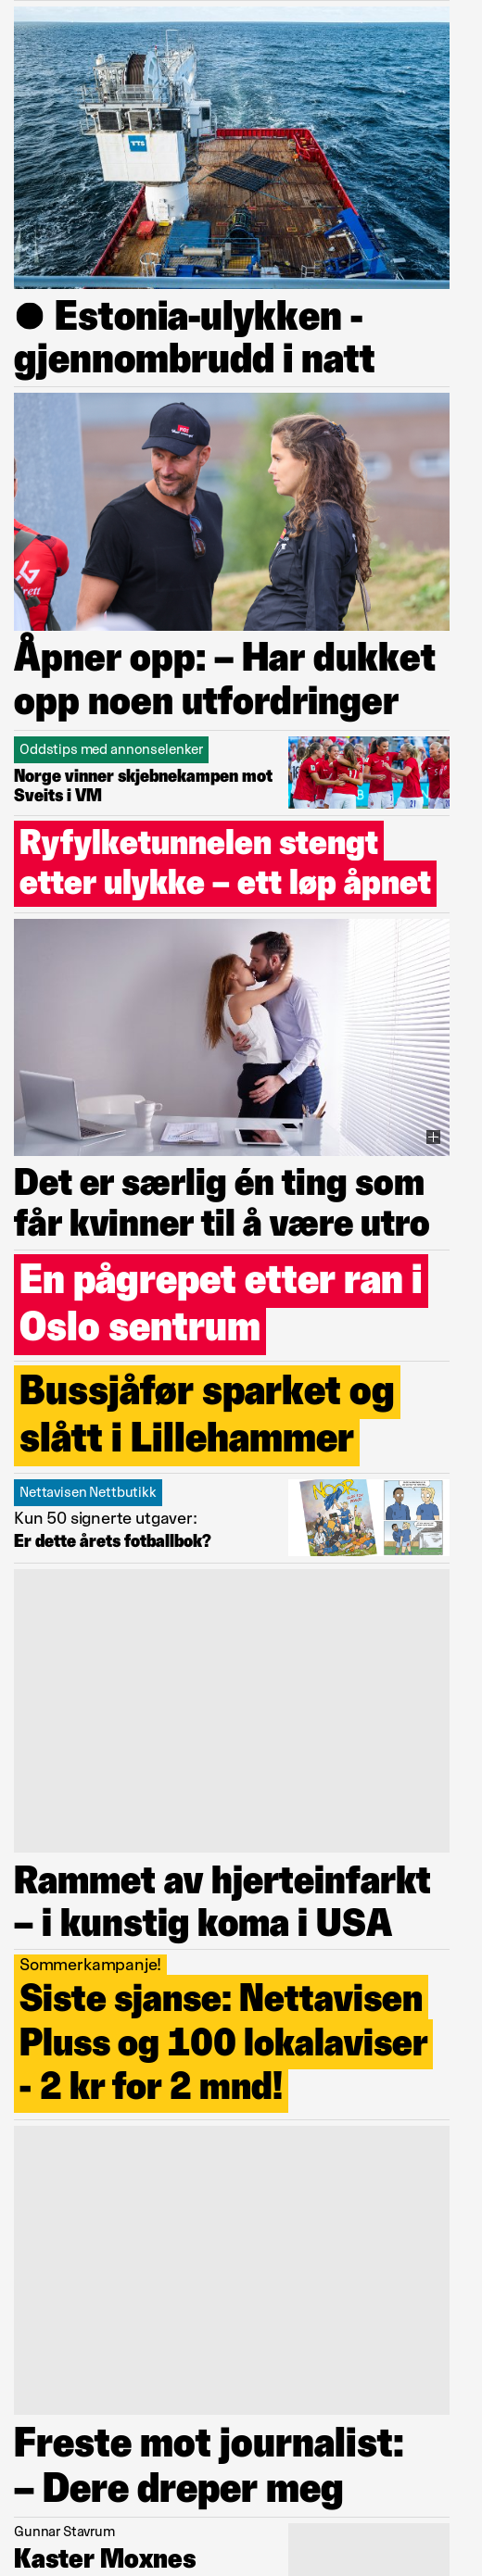 TTS
● Estonia-ulykken -
gjennombrudd i natt
Åpner opp: – Har dukket
opp noen utfordringer
Oddstips med annonselenker
Norge vinner skjebnekampen mot
Sveits i VM
Ryfylketunnelen stengt
etter ulykke – ett løp åpnet
Det er særlig én ting som
får kvinner til å være utro
En pågrepet etter ran i
Oslo sentrum
Bussjåfør sparket og
slått i Lillehammer
Nettavisen Nettbutikk
Kun 50 signerte utgaver:
Er dette årets fotballbok?
Rammet av hjerteinfarkt
– i kunstig koma i USA
Sommerkampanje!
Siste sjanse: Nettavisen
Pluss og 100 lokalaviser
- 2 kr for 2 mnd!
Freste mot journalist:
– Dere dreper meg
Gunnar Stavrum
Kaster Moxnes